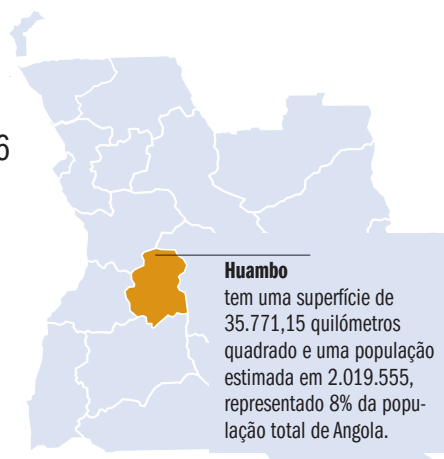 6
Huambo
tem uma superfície de
35.771,15 quilómetros
quadrado e uma população
estimada em 2.019.555,
representado 8% da popu-
lação total de Angola.